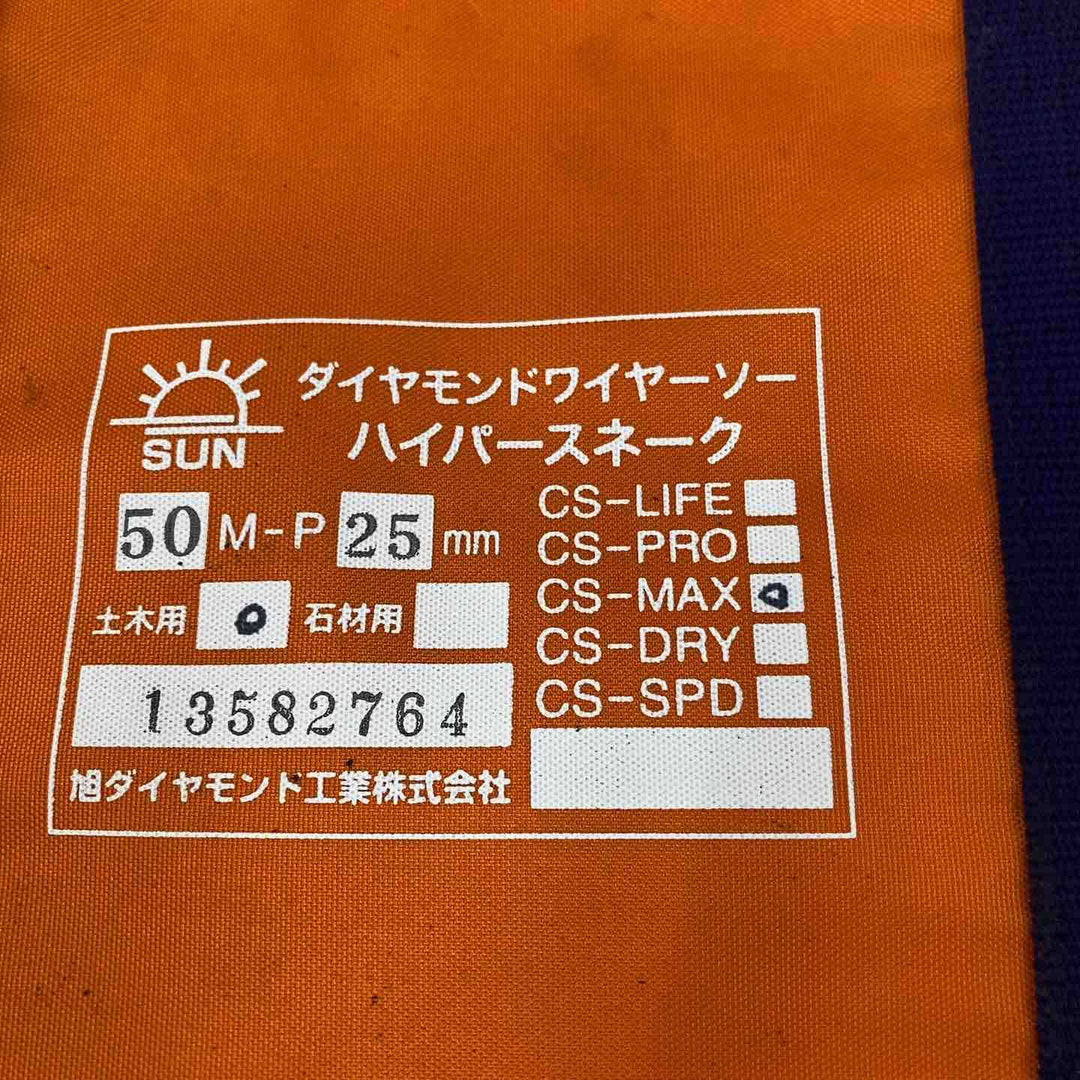 ダイヤモンドワイヤーソー
ハイパースネーク
SUN
50 M-P 25 mm
土木用 石材用
13582764
旭ダイヤモンド工業株式会社
CS-LIFE
CS-PRO
CS-MAX
CS-DRY
CS-SPD